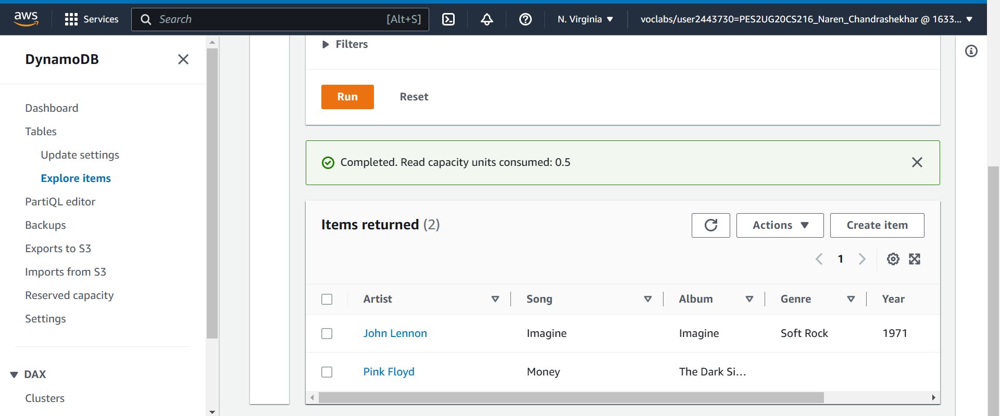 aws
Services
Search
[Alt+S]
N. Virginia
voclabs/user2443730=PES2UG20CS216_Naren_Chandrashekhar @ 1633...
DynamoDB
Dashboard
Tables
Update settings
Explore items
PartiQL editor
Backups
Exports to S3
Imports from S3
Reserved capacity
Settings
DAX
Clusters
Filters
Run Reset
Completed. Read capacity units consumed: 0.5
Items returned (2)
Actions
Create item
1
Artist Song Album Genre Year
John Lennon Imagine Imagine Soft Rock 1971
Pink Floyd Money The Dark Si...